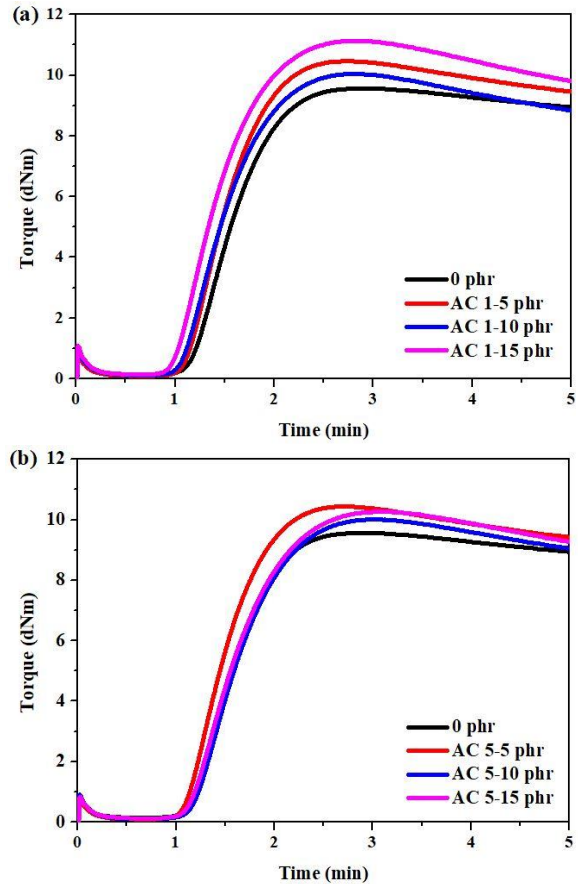 (a)
12
10
8
6
4
2
0
Torque (dNm)
0 phr
AC 1-5 phr
AC 1-10 phr
AC 1-15 phr
0 1 2 3 4 5
Time (min)
(b)
12
10
8
6
4
2
0
Torque (dNm)
0 phr
AC 5-5 phr
AC 5-10 phr
AC 5-15 phr
0 1 2 3 4 5
Time (min)